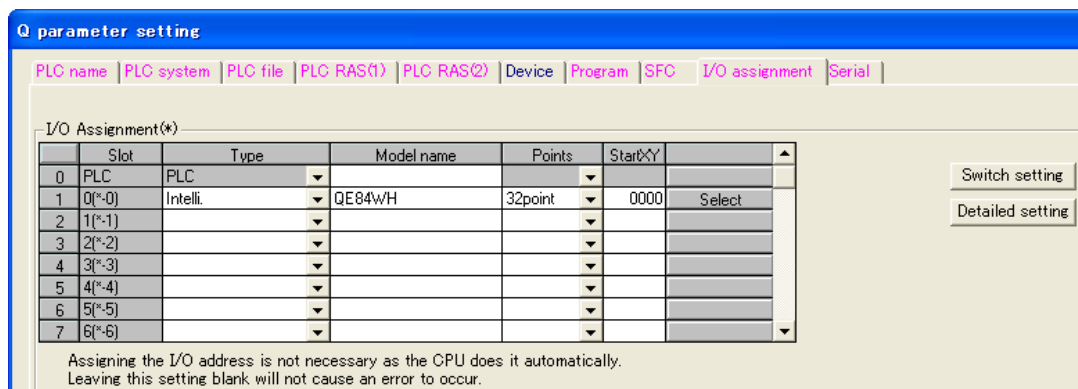 Q parameter setting
PLC name PLC system PLC file PLC RAS(1) PLC RAS(2) Device Program SFC I/O assignment Serial
I/O Assignment(*)
Slot Type Model name Points StartXY
0 PLC PLC
1 0(*-0) Intelli. QE84WH 32point 0000 Select
2 1(*-1)
3 2(*-2)
4 3(*-3)
5 4(*-4)
6 5(*-5)
7 6(*-6)
Switch setting
Detailed setting
Assigning the I/O address is not necessary as the CPU does it automatically.
Leaving this setting blank will not cause an error to occur.